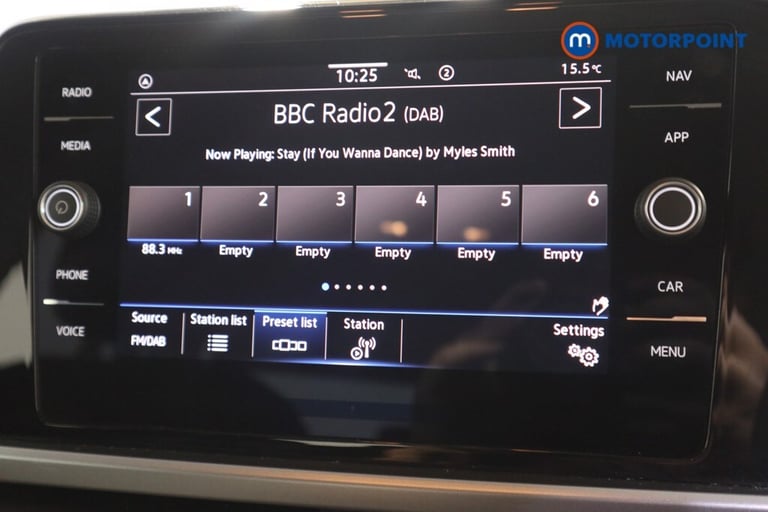 m MOTORPOINT
10:25 2 15.5°C
RADIO
NAV
BBC Radio2 (DAB)
MEDIA
APP
Now Playing: Stay (If You Wanna Dance) by Myles Smith
1 2 3 4 5 6
88.3 MHz Empty Empty Empty Empty Empty
PHONE
CAR
Source Station list Preset list Station Settings
FM/DAB
VOICE
MENU